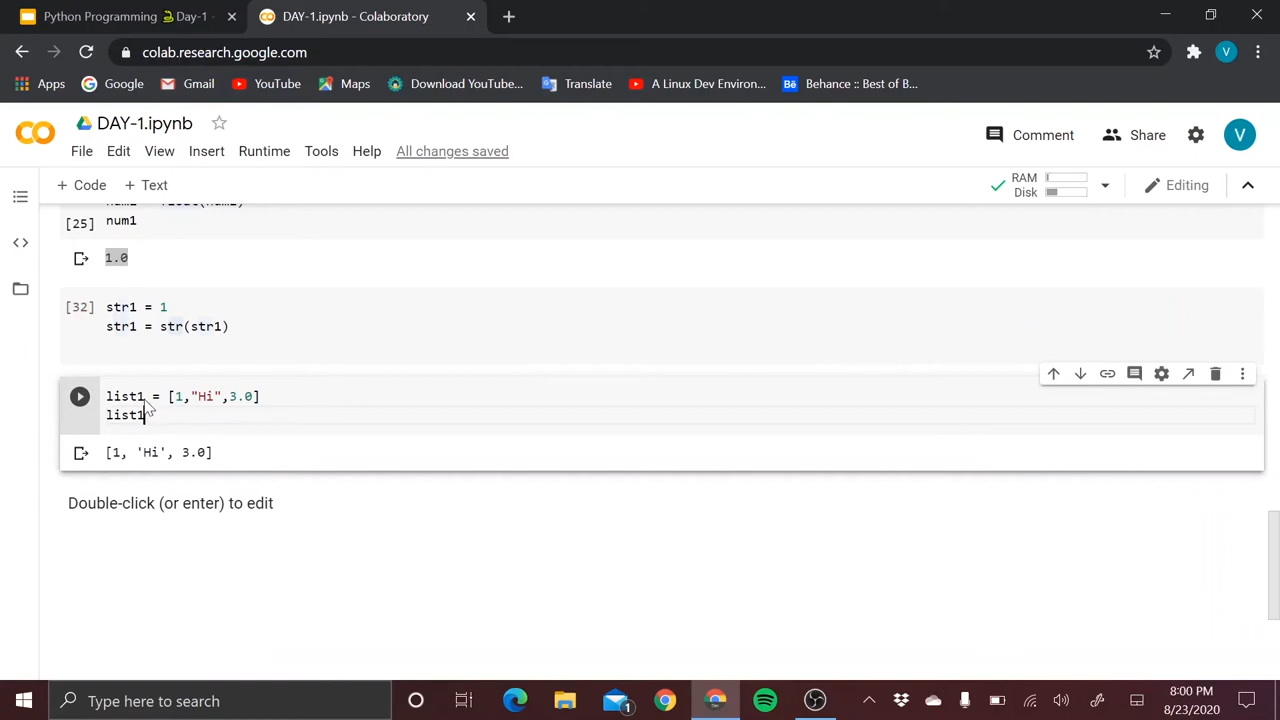 Python Programming 🐍Day-1 -
DAY-1.ipynb - Colaboratory
colab.research.google.com
Apps Google Gmail YouTube Maps Download YouTube... Translate A Linux Dev Environ... Behance :: Best of B...
DAY-1.ipynb
Comment Share V
File Edit View Insert Runtime Tools Help All changes saved
+ Code + Text
RAM
Disk
Editing
[25] num1
1.0
[32] str1 = 1
str1 = str(str1)
list1 = [1,"Hi",3.0]
list1
[1, 'Hi', 3.0]
Double-click (or enter) to edit
Type here to search
1
8:00 PM
8/23/2020